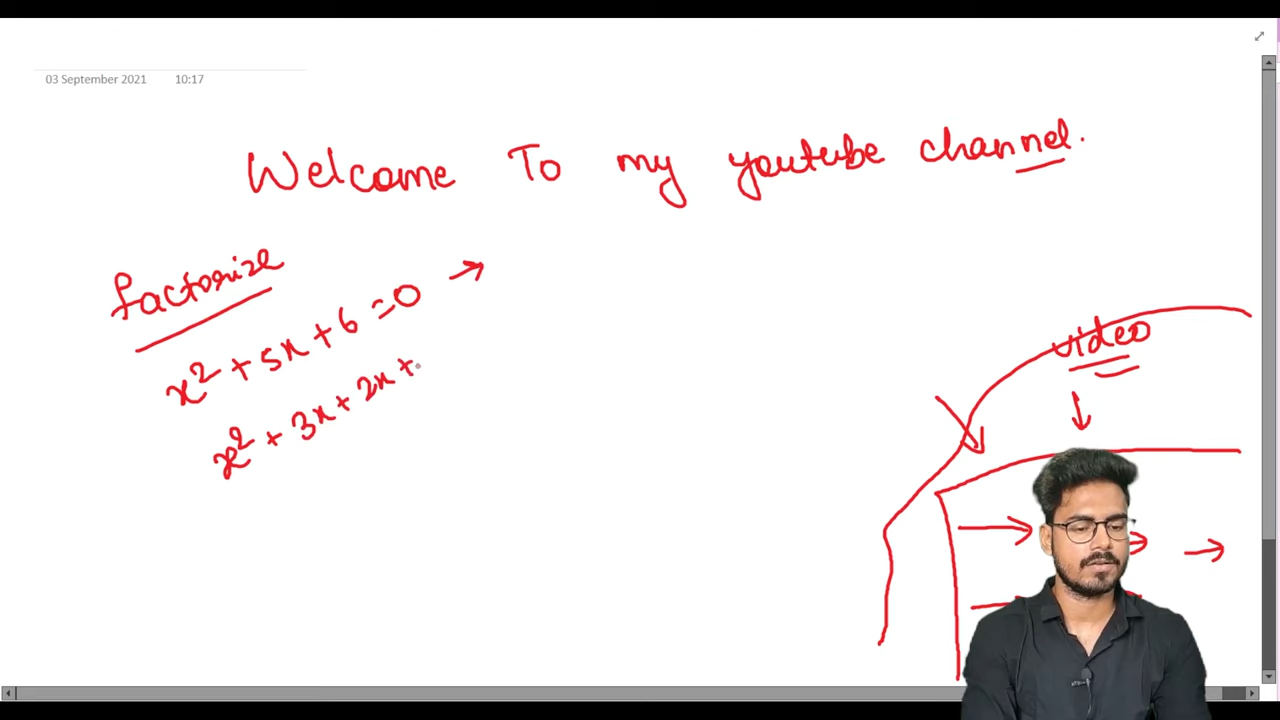 03 September 2021 10:17
Welcome To my youtube channel.
factorize
x² + 5x + 6 = 0 →
x² + 3x + 2x +
video